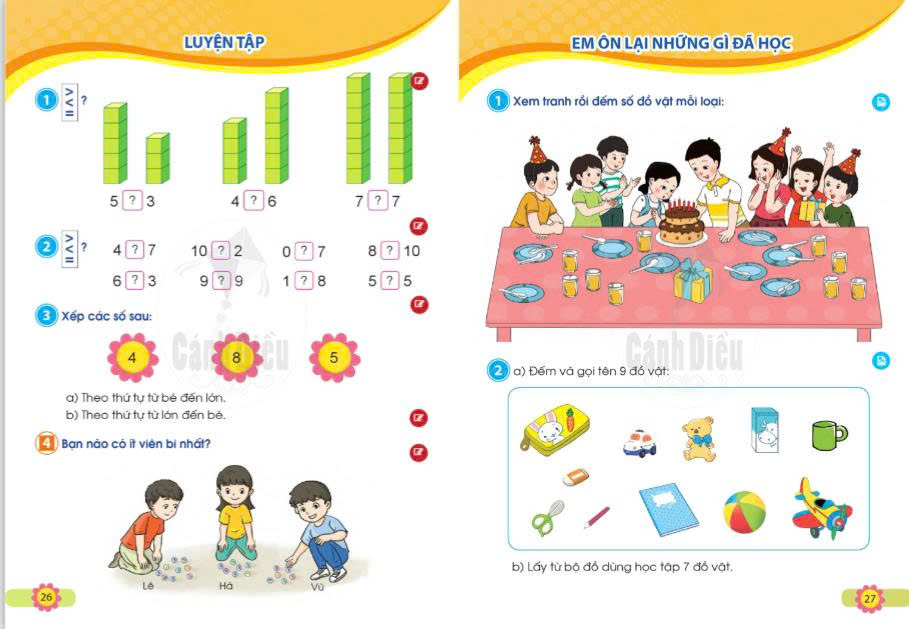 LUYỆN TẬP
1 > < = ?
5 ? 3
4 ? 6
7 ? 7
2 > < = ?
4 ? 7
10 ? 2
0 ? 7
8 ? 10
6 ? 3
9 ? 9
1 ? 8
5 ? 5
3 Xếp các số sau:
4
8
5
Cánh Diều
a) Theo thứ tự từ bé đến lớn.
b) Theo thứ tự từ lớn đến bé.
4 Bạn nào có ít viên bi nhất?
Lê
Hà
Vũ
26
EM ÔN LẠI NHỮNG GÌ ĐÃ HỌC
1 Xem tranh rồi đếm số đồ vật mỗi loại:
Cánh Diều
2 a) Đếm và gọi tên 9 đồ vật:
b) Lấy từ bộ đồ dùng học tập 7 đồ vật.
27